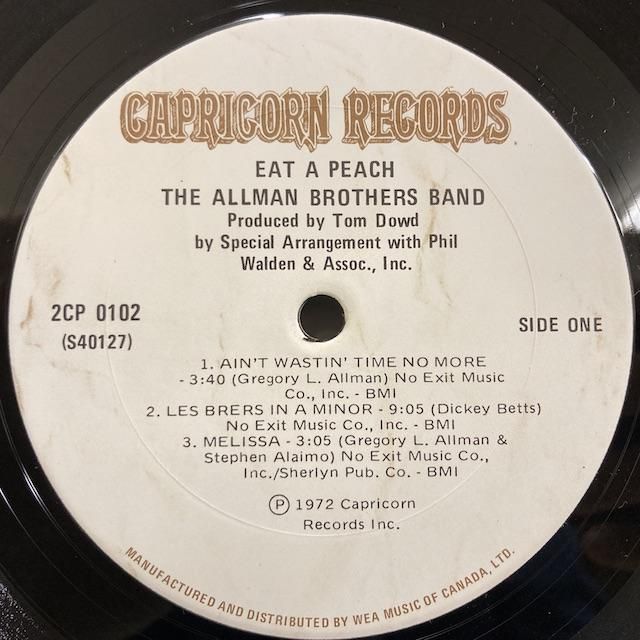 CAPRICORN RECORDS
EAT A PEACH
THE ALLMAN BROTHERS BAND
Produced by Tom Dowd
by Special Arrangement with Phil
Walden & Assoc., Inc.
2CP 0102
(S40127)
SIDE ONE
1. AIN'T WASTIN' TIME NO MORE
- 3:40 (Gregory L. Allman) No Exit Music
Co., Inc. - BMI
2. LES BRERS IN A MINOR - 9:05 (Dickey Betts)
No Exit Music Co., Inc. - BMI
3. MELISSA - 3:05 (Gregory L. Allman &
Stephen Alaimo) No Exit Music Co.,
Inc./Sherlyn Pub. Co. - BMI
Ⓟ 1972 Capricorn
Records Inc.
MANUFACTURED AND DISTRIBUTED BY WEA MUSIC OF CANADA, LTD.